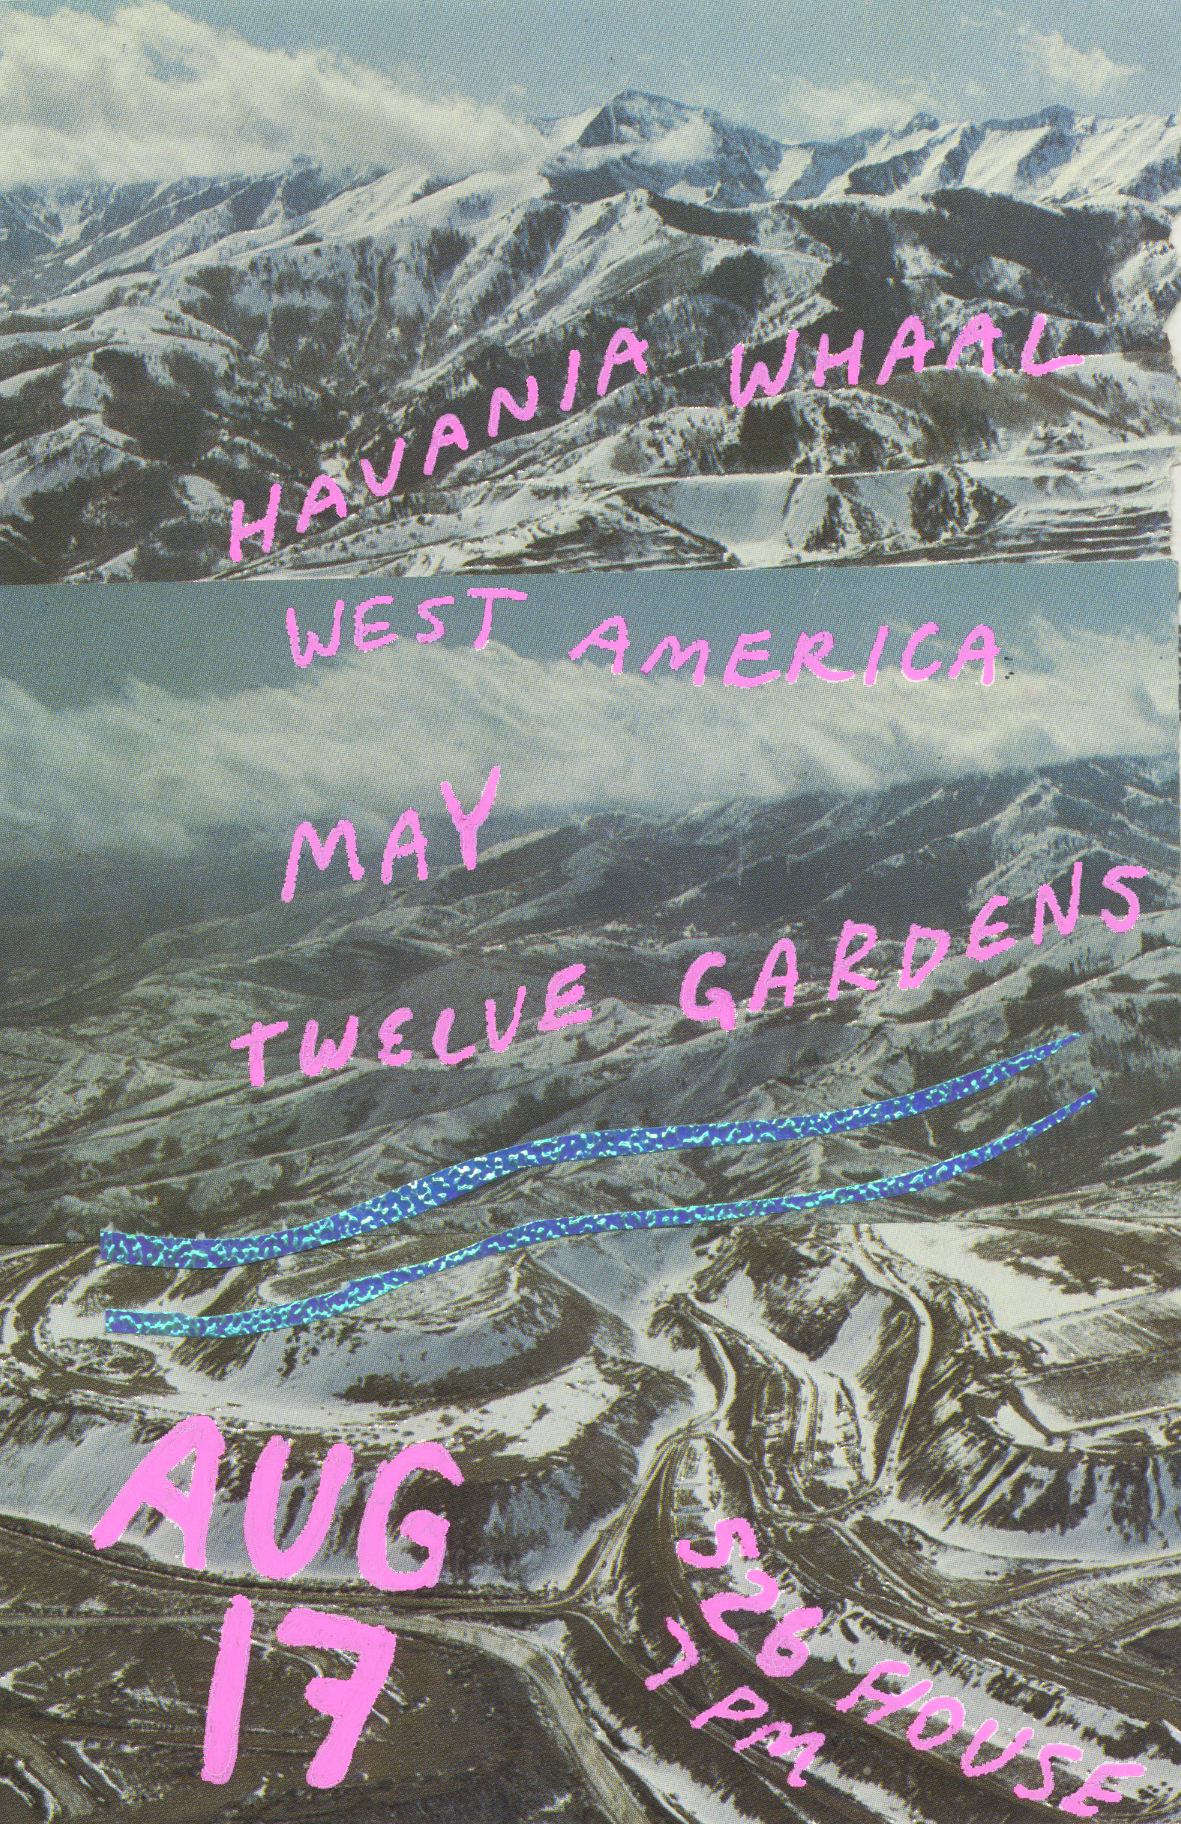 HAVANIA WHAAL
WEST AMERICA
MAY
TWELVE GARDENS
AUG
17
526 HOUSE
7 PM